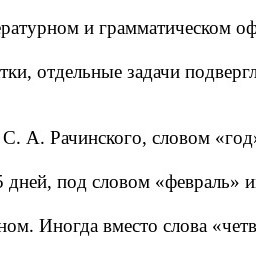 ературном и грамматическом оф
тки, отдельные задачи подвергл
С. А. Рачинского, словом «год»
5 дней, под словом «февраль» и
ном. Иногда вместо слова «четв